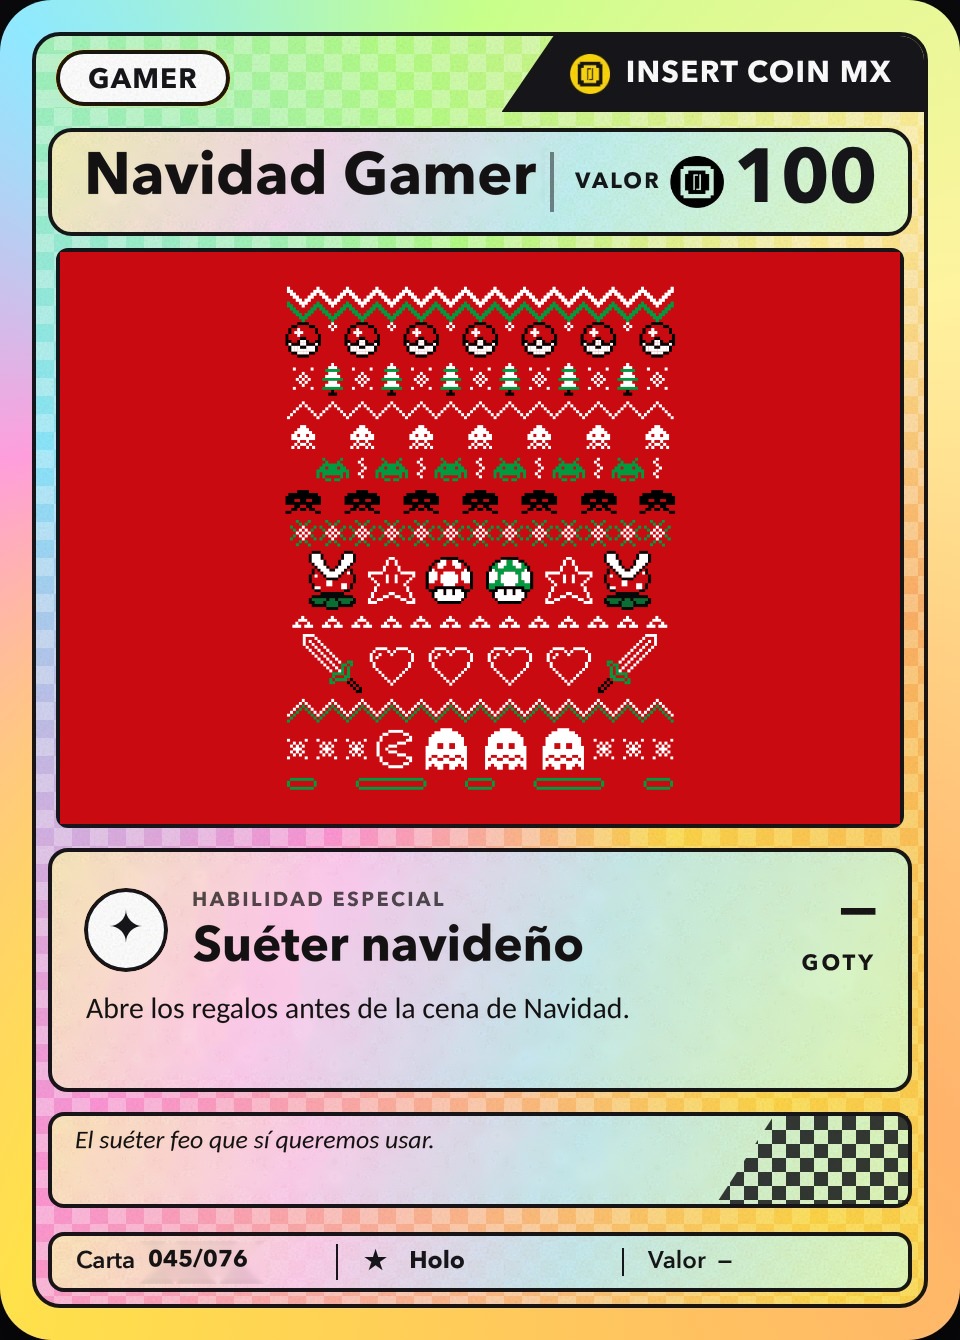 GAMER
INSERT COIN MX
Navidad Gamer
VALOR 100
HABILIDAD ESPECIAL
Suéter navideño
–
GOTY
Abre los regalos antes de la cena de Navidad.
El suéter feo que sí queremos usar.
Carta 045/076
★ Holo
Valor –